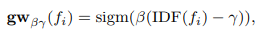 gw_{βγ}(f_i) = sigm(β(IDF(f_i) − γ)),